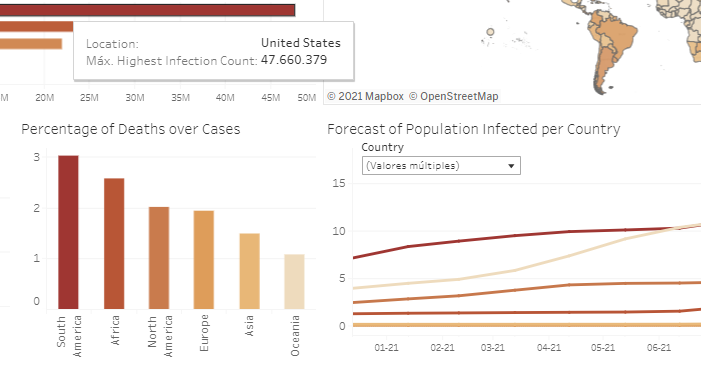 Location: United States
Máx. Highest Infection Count: 47.660.379
M 20M 25M 30M 35M 40M 45M 50M
© 2021 Mapbox © OpenStreetMap
Percentage of Deaths over Cases
3
2
1
0
South America
Africa
North America
Europe
Asia
Oceania
Forecast of Population Infected per Country
Country
(Valores múltiples)
15
10
5
0
01-21 02-21 03-21 04-21 05-21 06-21